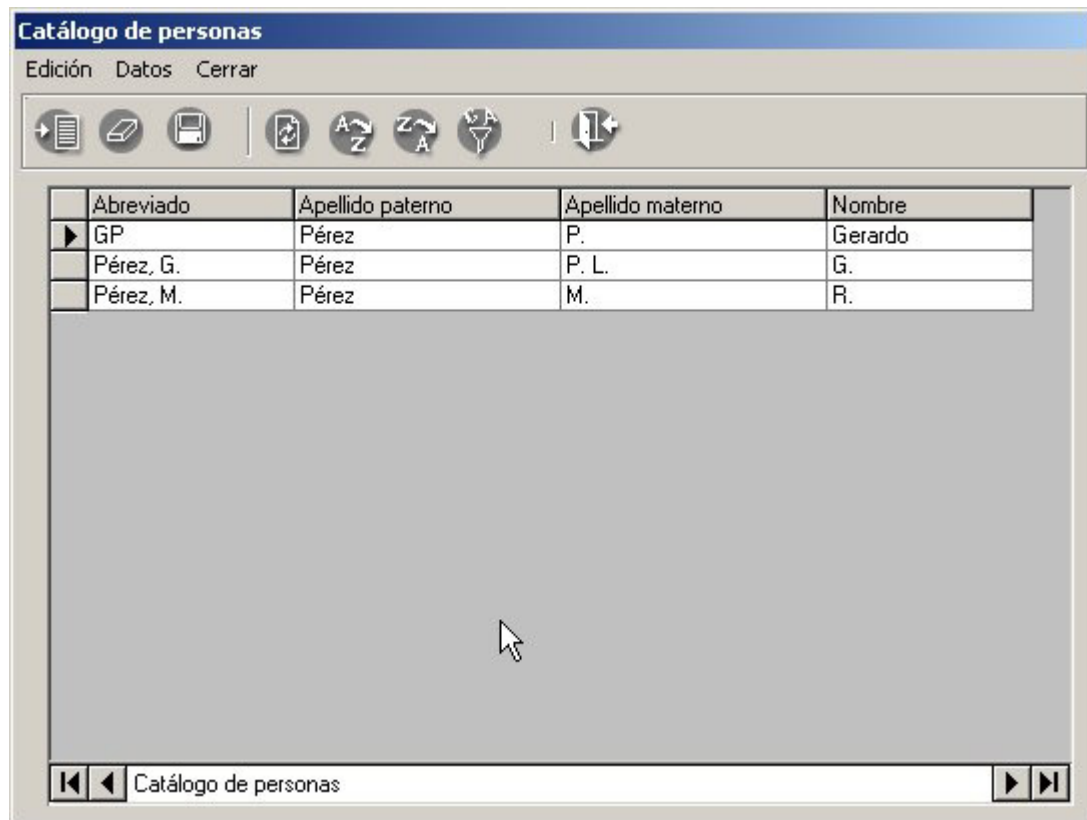 Catálogo de personas
Edición Datos Cerrar
A Z Z A
Abreviado Apellido paterno Apellido materno Nombre
GP Pérez P. Gerardo
Pérez, G. Pérez P. L. G.
Pérez, M. Pérez M. R.
Catálogo de personas